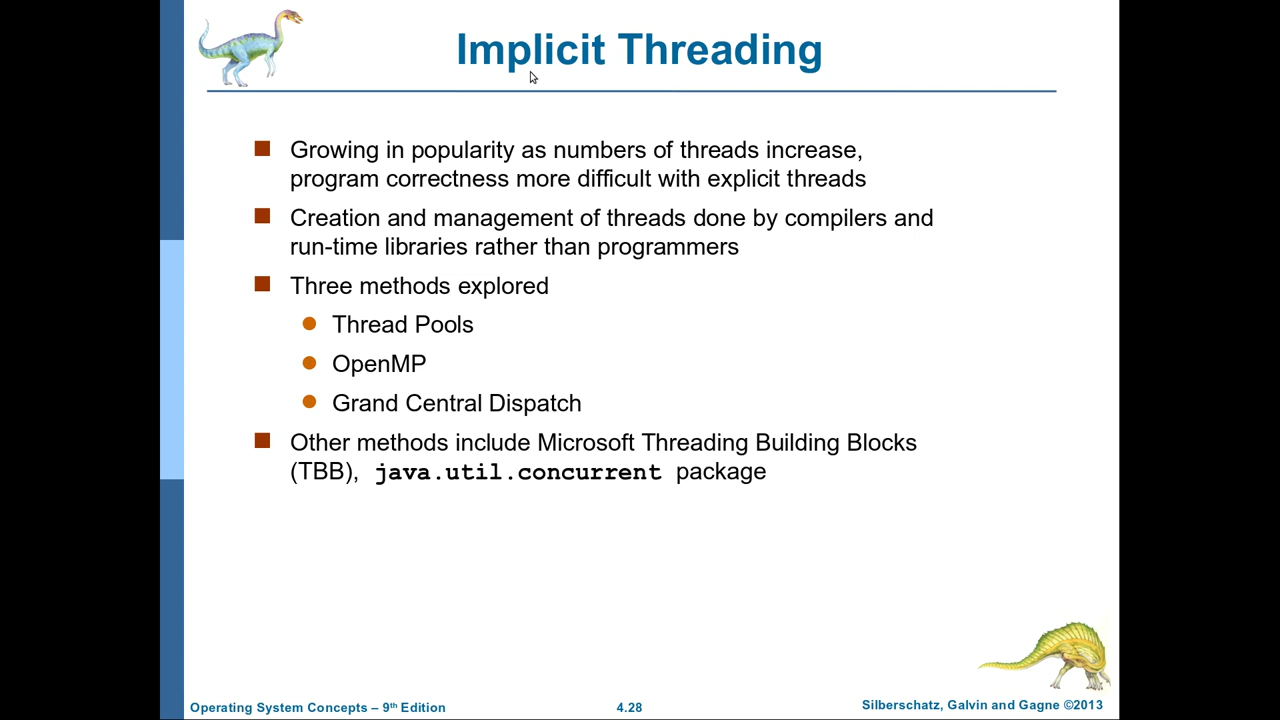 Implicit Threading
Growing in popularity as numbers of threads increase,
program correctness more difficult with explicit threads
Creation and management of threads done by compilers and
run-time libraries rather than programmers
Three methods explored
Thread Pools
OpenMP
Grand Central Dispatch
Other methods include Microsoft Threading Building Blocks
(TBB), java.util.concurrent package
Operating System Concepts – 9th Edition
4.28
Silberschatz, Galvin and Gagne ©2013